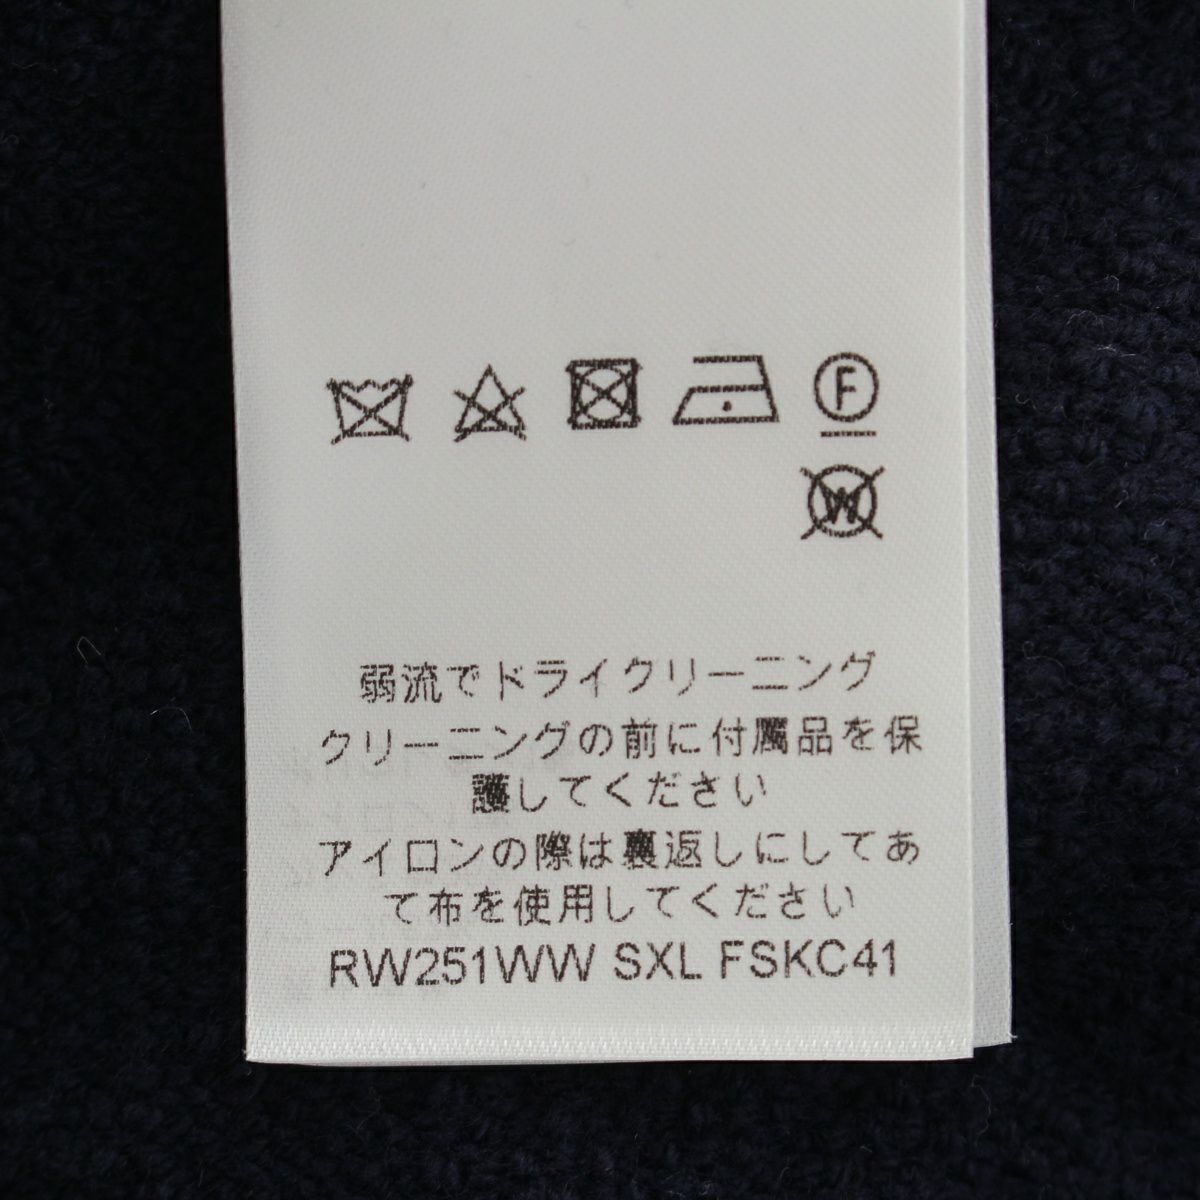 F
W
弱流でドライクリーニング
クリーニングの前に付属品を保
護してください
アイロンの際は裏返しにしてあ
て布を使用してください
RW251WW SXL FSKC41